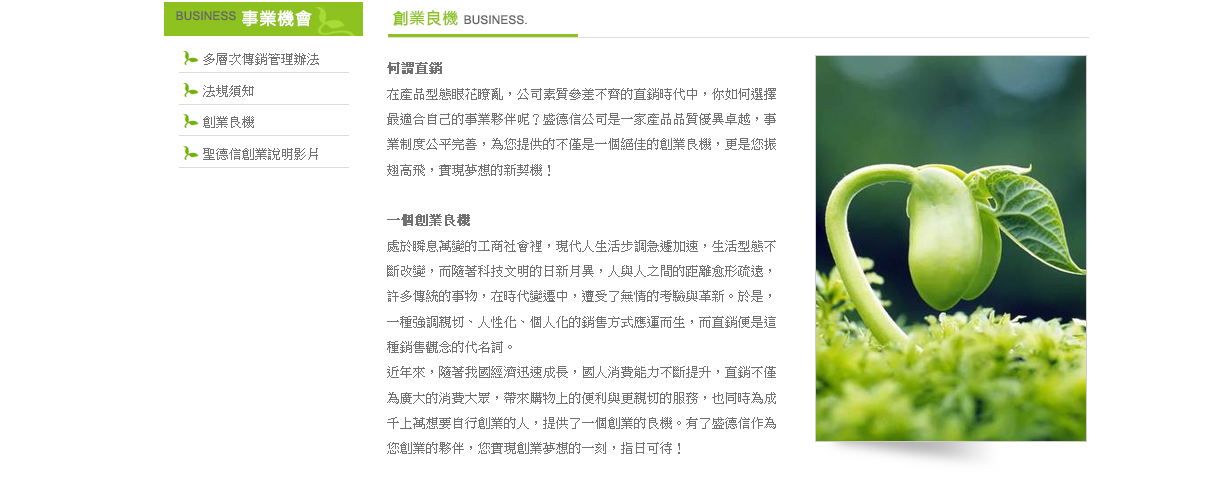 BUSINESS 事業機會
多層次傳銷管理辦法
法規須知
創業良機
聖德信創業說明影片
創業良機 BUSINESS.
何謂直銷
在產品型態眼花瞭亂，公司素質參差不齊的直銷時代中，你如何選擇
最適合自己的事業夥伴呢？盛德信公司是一家產品品質優異卓越，事
業制度公平完善，為您提供的不僅是一個絕佳的創業良機，更是您振
翅高飛，實現夢想的新契機！
一個創業良機
處於瞬息萬變的工商社會裡，現代人生活步調急遽加速，生活型態不
斷改變，而隨著科技文明的日新月異，人與人之間的距離愈形疏遠，
許多傳統的事物，在時代變遷中，遭受了無情的考驗與革新。於是，
一種強調親切、人性化、個人化的銷售方式應運而生，而直銷便是這
種銷售觀念的代名詞。
近年來，隨著我國經濟迅速成長，國人消費能力不斷提升，直銷不僅
為廣大的消費大眾，帶來購物上的便利與更親切的服務，也同時為成
千上萬想要自行創業的人，提供了一個創業的良機。有了盛德信作為
您創業的夥伴，您實現創業夢想的一刻，指日可待！